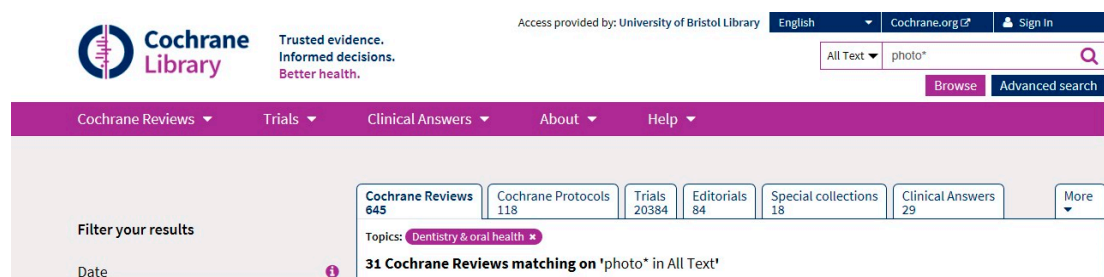 Access provided by: University of Bristol Library
English
Cochrane.org
Sign In
Cochrane
Library
Trusted evidence.
Informed decisions.
Better health.
All Text
photo*
Browse
Advanced search
Cochrane Reviews
Trials
Clinical Answers
About
Help
Cochrane Reviews
645
Cochrane Protocols
118
Trials
20384
Editorials
84
Special collections
18
Clinical Answers
29
More
Filter your results
Topics: Dentistry & oral health ×
Date
31 Cochrane Reviews matching on 'photo* in All Text'